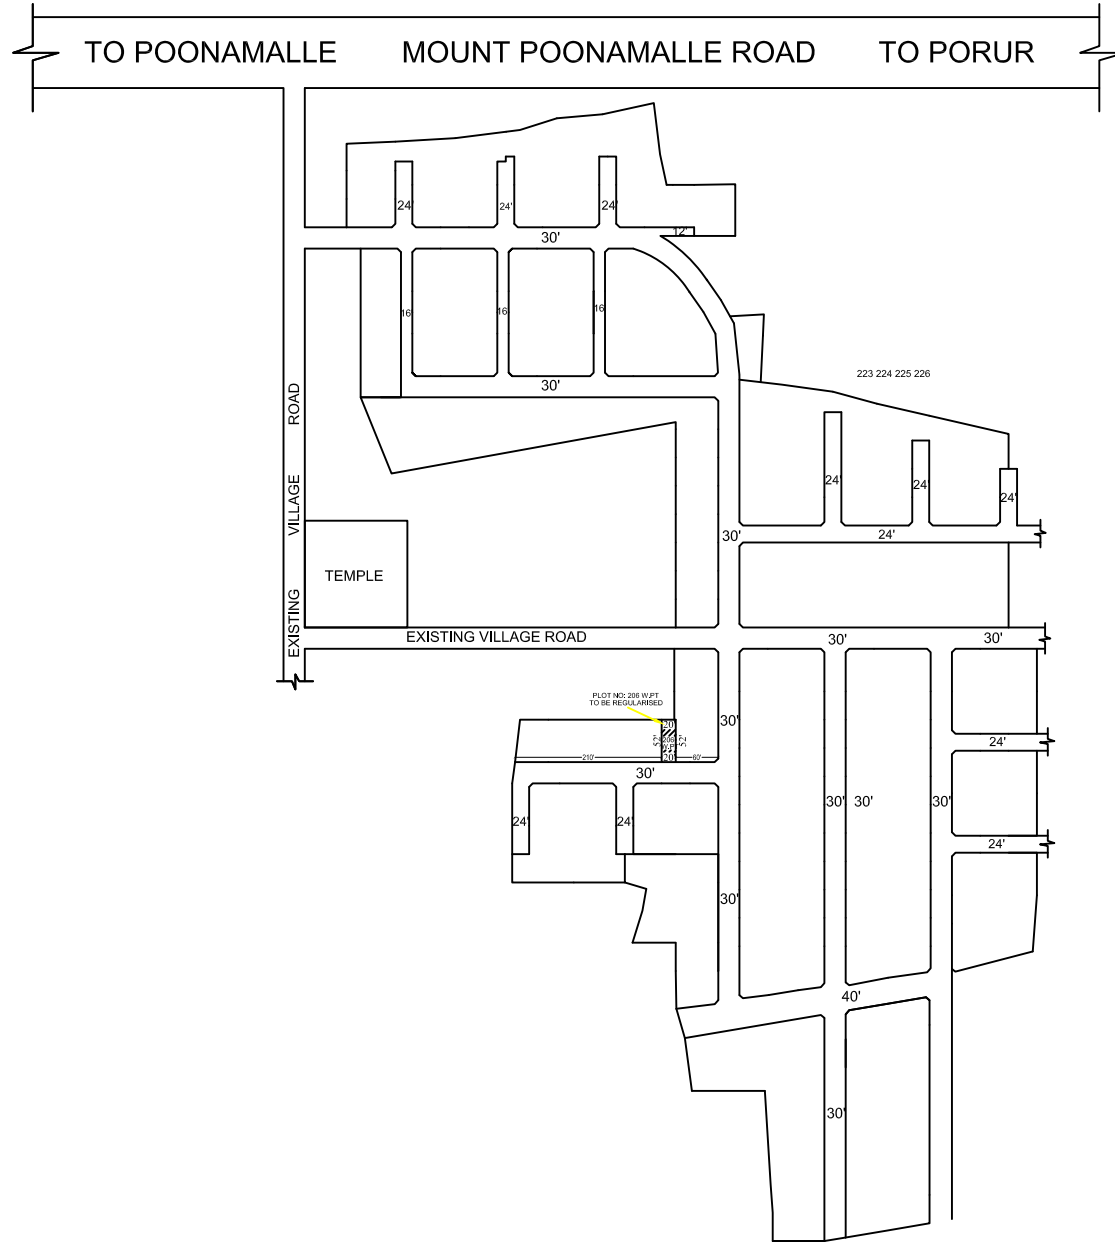 TO POONAMALLE MOUNT POONAMALLE ROAD TO PORUR
24' 24' 24'
12'
30'
16' 16 16
30'
223 224 225 226
EXISTING VILLAGE ROAD
24'
24'
24'
30'
24'
TEMPLE
EXISTING VILLAGE ROAD
30'
30'
PLOT NO: 206 W.PT
TO BE REGULARISED
20'
30'
52'
206
W.P
52'
24'
210'
20'
60'
30'
30' 30' 30'
24' 24'
24'
30'
40'
30'